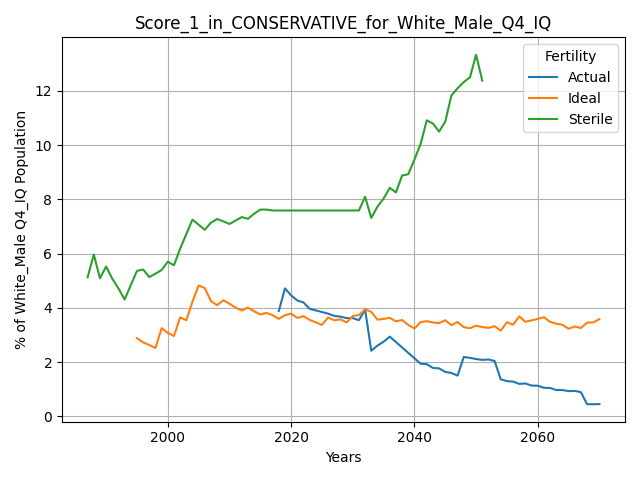 Score_1_in_CONSERVATIVE_for_White_Male_Q4_IQ
Fertility
Actual
Ideal
Sterile
% of White_Male Q4_IQ Population
12
10
8
6
4
2
0
2000
2020
2040
2060
Years